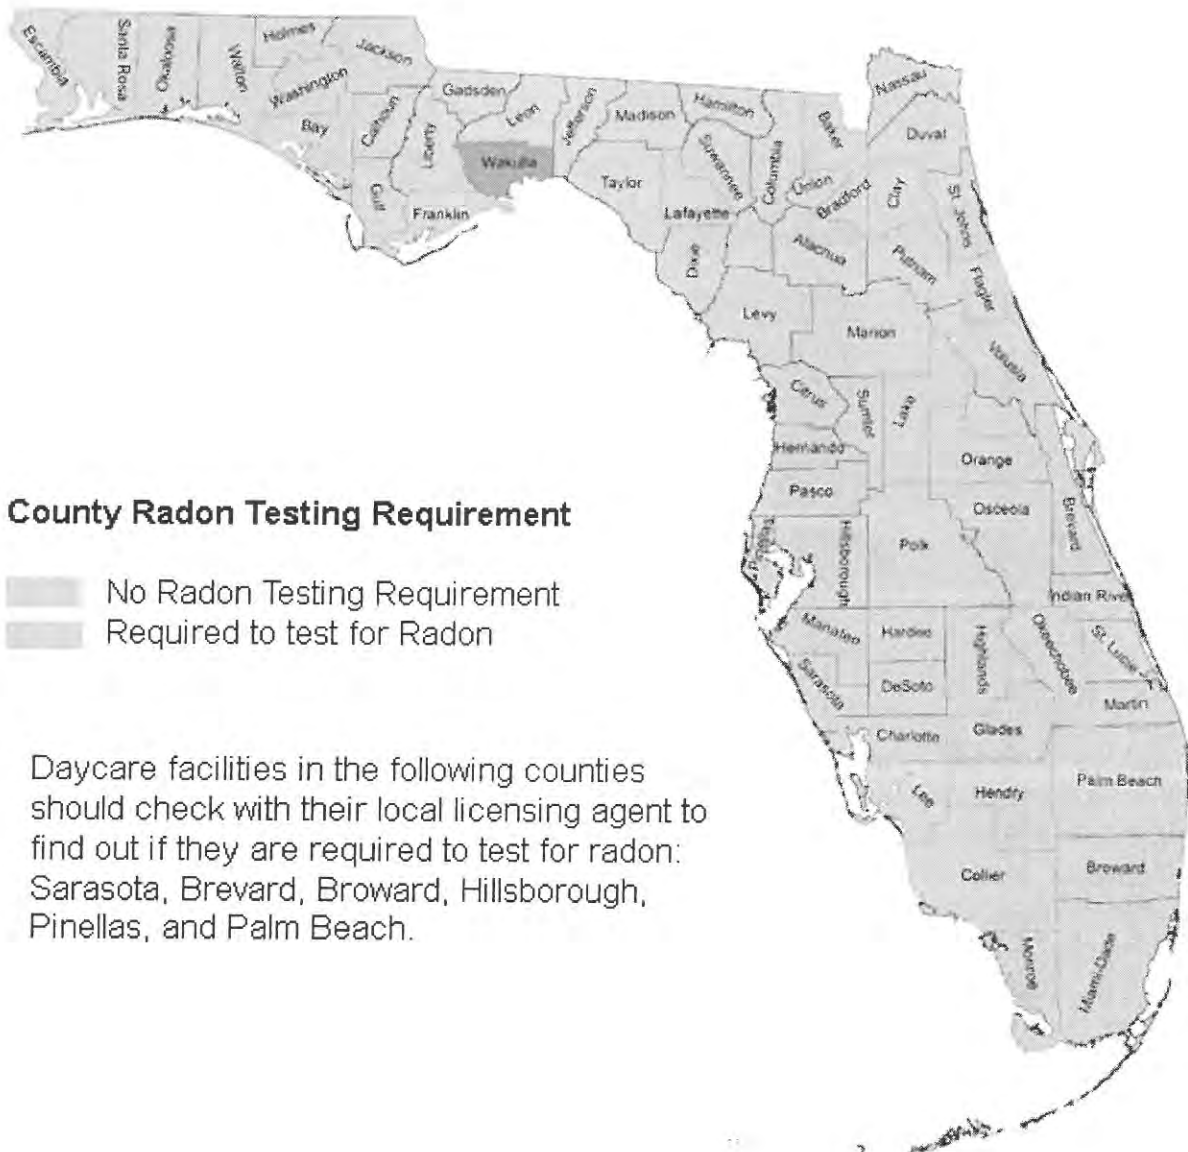 Escambia
Santa Rosa
Okaloosa
Walton
Holmes
Washington
Jackson
Bay
Calhoun
Gulf
Gadsden
Liberty
Franklin
Leon
Wakulla
Jefferson
Madison
Taylor
Hamilton
Suwannee
Lafayette
Dixie
Columbia
Baker
Union
Bradford
Alachua
Nassau
Duval
Clay
St. Johns
Putnam
Flagler
Levy
Marion
Volusia
Citrus
Sumter
Lake
Hernando
Orange
Pasco
Osceola
Brevard
Pinellas
Hillsborough
Polk
Indian River
Manatee
Hardee
Highlands
Okeechobee
St. Lucie
Sarasota
DeSoto
Martin
Charlotte
Glades
Lee
Hendry
Palm Beach
Collier
Broward
Monroe
Miami-Dade
County Radon Testing Requirement
No Radon Testing Requirement
Required to test for Radon
Daycare facilities in the following counties
should check with their local licensing agent to
find out if they are required to test for radon:
Sarasota, Brevard, Broward, Hillsborough,
Pinellas, and Palm Beach.